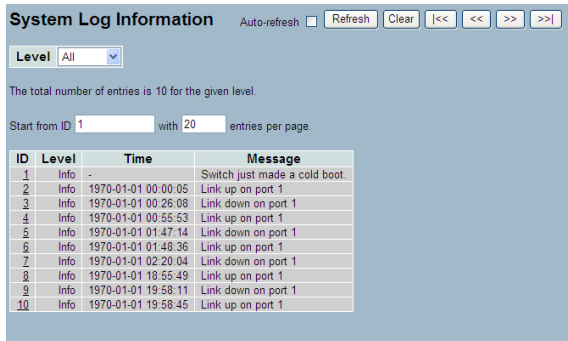 System Log Information Auto-refresh Refresh Clear |<< << >> >>|
Level All
The total number of entries is 10 for the given level.
Start from ID 1 with 20 entries per page.
ID Level Time Message
1 Info - Switch just made a cold boot.
2 Info 1970-01-01 00:00:05 Link up on port 1
3 Info 1970-01-01 00:26:08 Link down on port 1
4 Info 1970-01-01 00:55:53 Link up on port 1
5 Info 1970-01-01 01:47:14 Link down on port 1
6 Info 1970-01-01 01:48:36 Link up on port 1
7 Info 1970-01-01 02:20:04 Link down on port 1
8 Info 1970-01-01 18:55:49 Link up on port 1
9 Info 1970-01-01 19:58:11 Link down on port 1
10 Info 1970-01-01 19:58:45 Link up on port 1